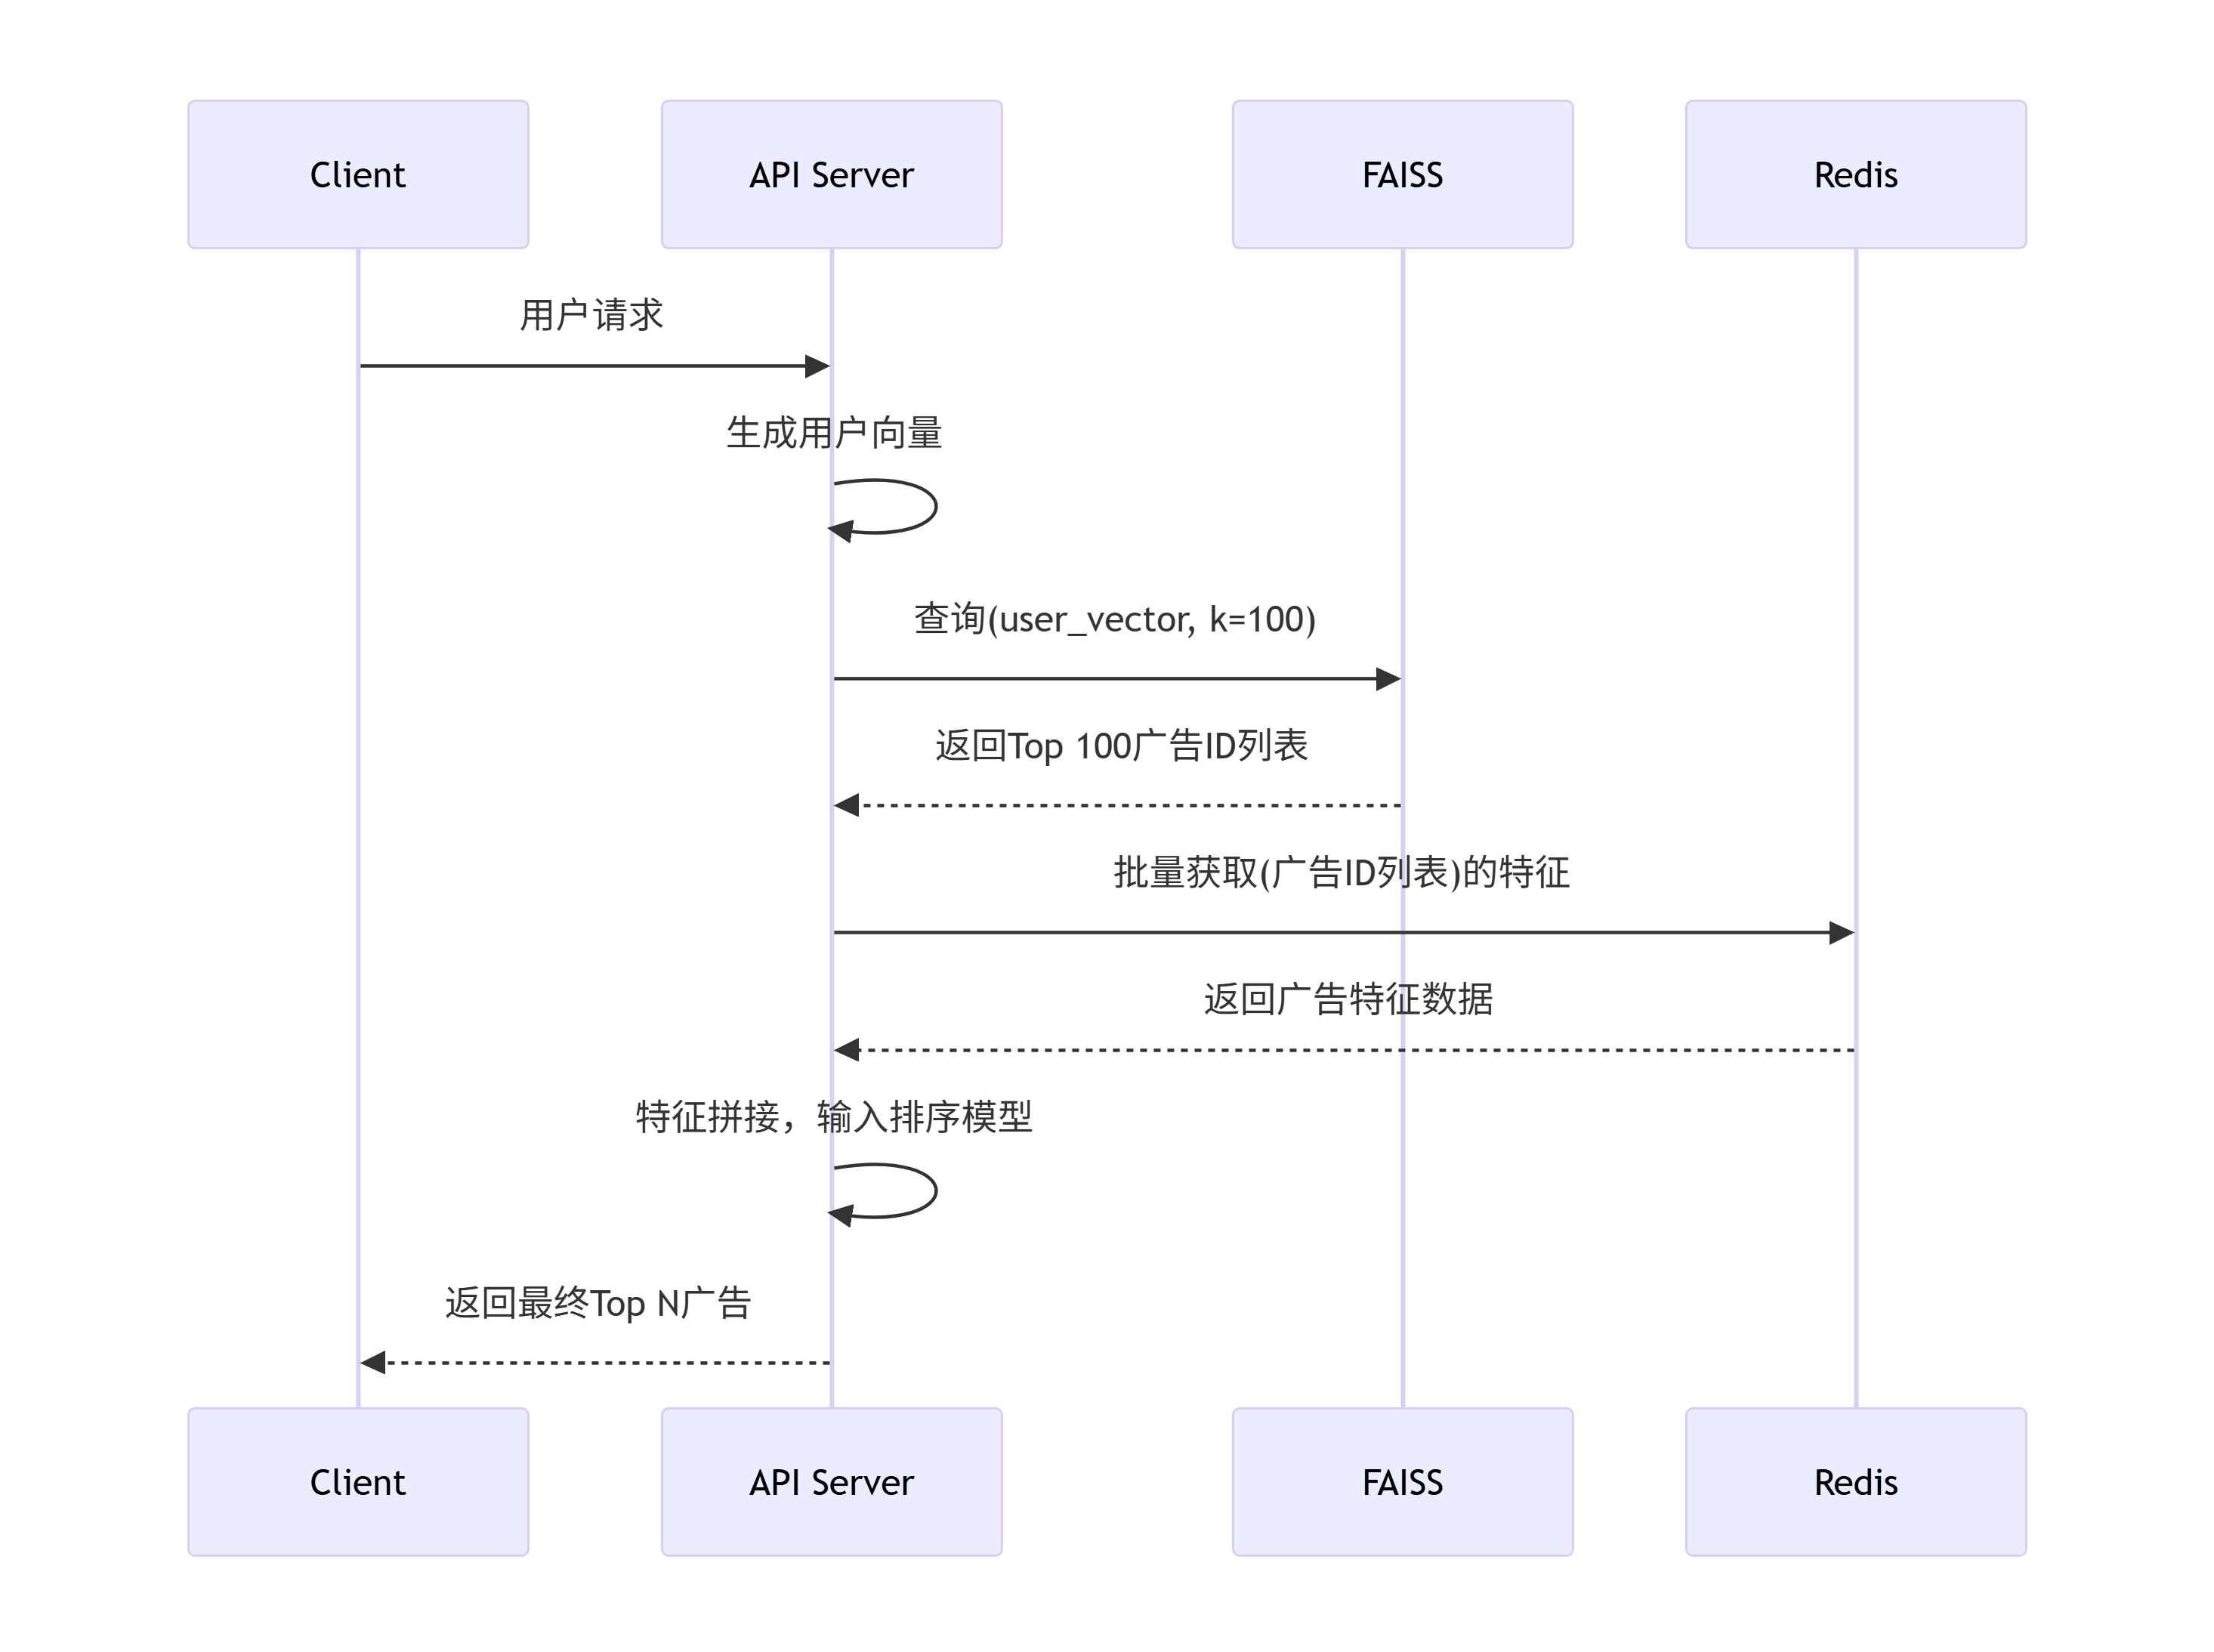 Client
API Server
FAISS
Redis
用户请求
生成用户向量
查询(user_vector, k=100)
返回Top 100广告ID列表
批量获取(广告ID列表)的特征
返回广告特征数据
特征拼接，输入排序模型
返回最终Top N广告
Client
API Server
FAISS
Redis